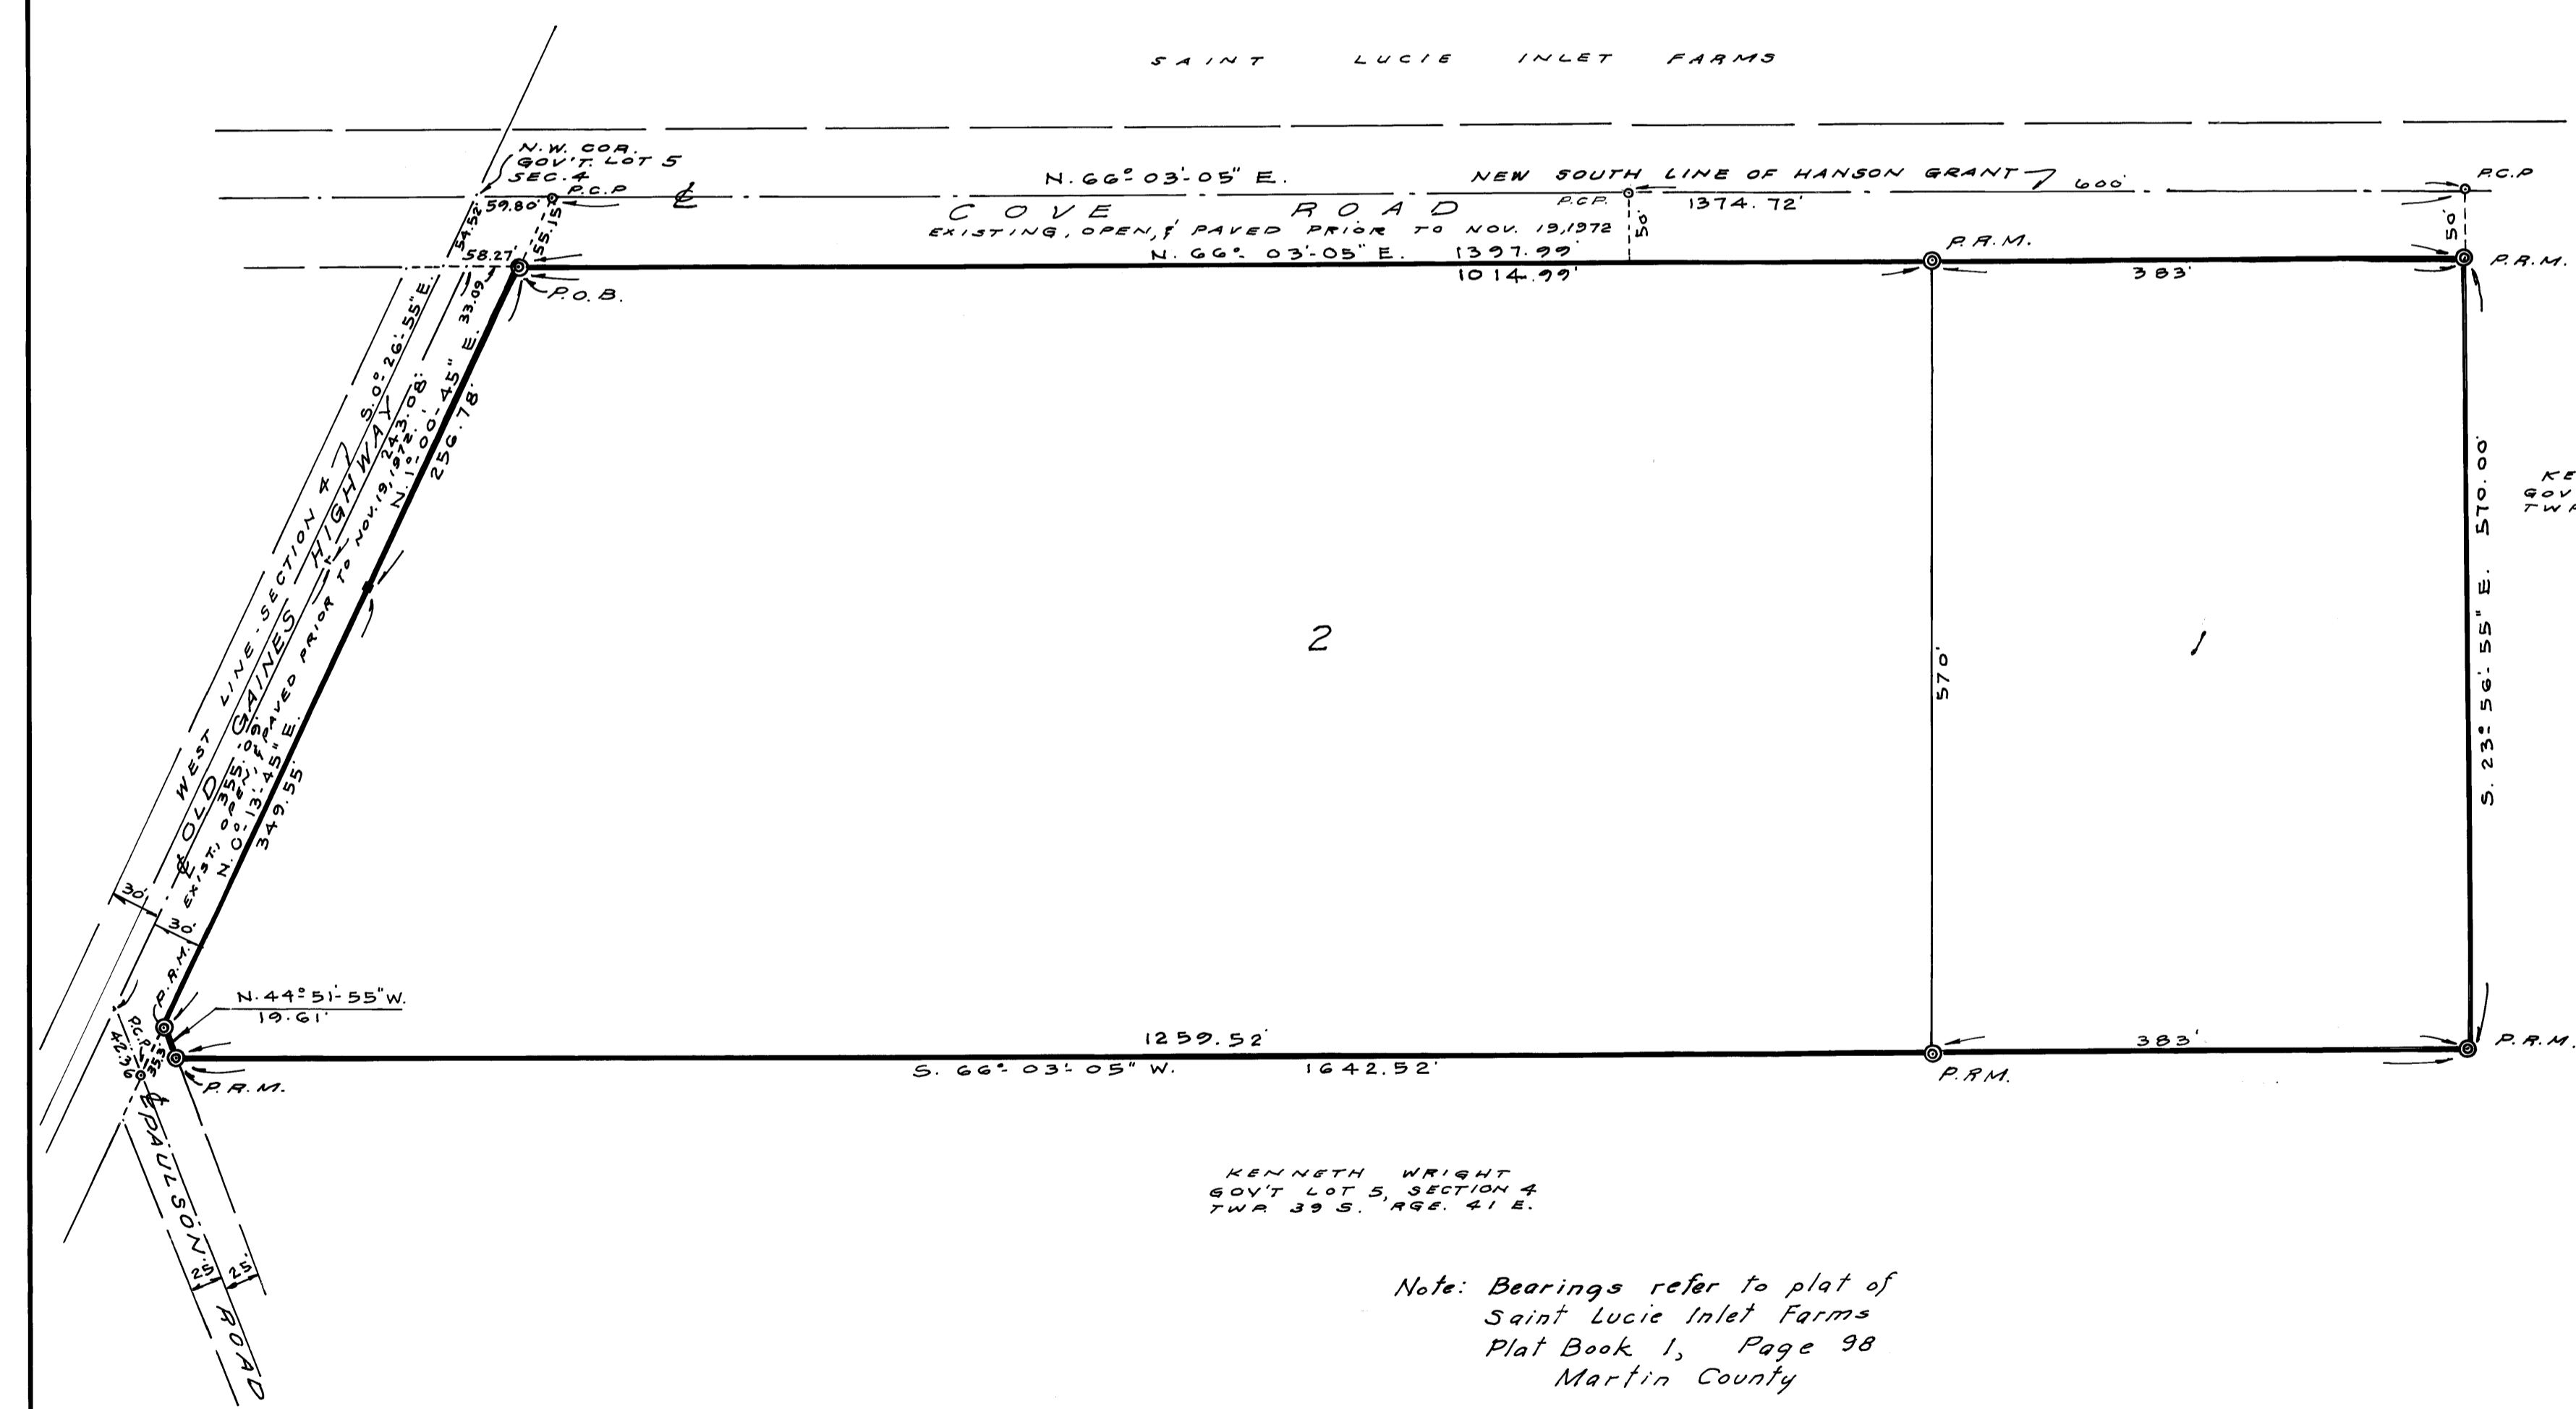 SAINT LUCIE INLET FARMS
N.W. COR.
GOV'T. LOT 5
SEC. 4
P.C.P
59.80'
54.52'
55.15'
N. 66° 03'-05" E.
NEW SOUTH LINE OF HANSON GRANT
600'
P.C.P
COVE ROAD
P.C.P.
1374.72'
50'
50'
EXISTING, OPEN, & PAVED PRIOR TO NOV. 19, 1972
N. 66° 03'-05" E. 1397.99'
1014.99'
58.27'
P.O.B.
33.09'
P.R.M.
383'
P.R.M.
WEST LINE - SECTION 4
S. 0° 26'-55" E.
℄ OLD GAINES HIGHWAY
243.08'
355.09'
EXIST., OPEN, & PAVED PRIOR TO NOV. 19, 1972.
N. 1° 00'-45" E.
256.78'
N. 0° 13'-45" E.
349.55'
2
570'
1
S. 23° 56'-55" E. 570.00'
KE
GOV
TWP
30'
30'
P.R.M.
N. 44° 51'-55" W.
19.61'
P.C.P.
42.36
35.3
P.R.M.
1259.52'
S. 66° 03'-05" W. 1642.52'
383'
P.R.M.
P.R.M.
℄ PAULSON ROAD
25'
25'
KENNETH WRIGHT
GOV'T LOT 5, SECTION 4
TWP. 39 S. RGE. 41 E.
Note: Bearings refer to plat of
Saint Lucie Inlet Farms
Plat Book 1, Page 98
Martin County